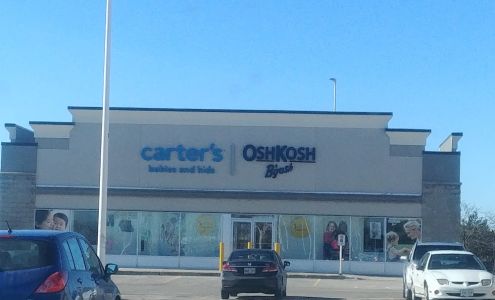 carter's
babies and kids
OSHKOSH
B'gosh